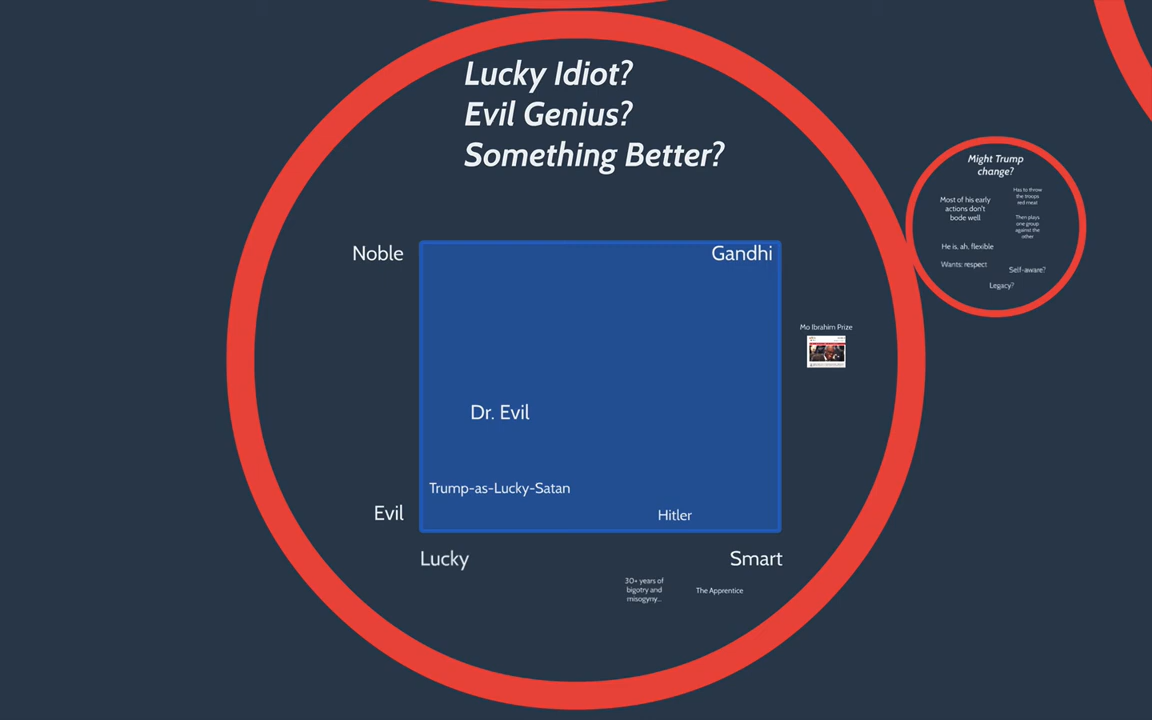 Lucky Idiot?
Evil Genius?
Something Better?
Might Trump
change?
Most of his early
actions don't
bode well
Has to throw
the troops
red meat
Then plays
one group
against the
other
He is, ah, flexible
Wants: respect
Self-aware?
Legacy?
Noble
Gandhi
Mo Ibrahim Prize
Dr. Evil
Trump-as-Lucky-Satan
Evil
Hitler
Lucky
Smart
30+ years of
bigotry and
misogyny...
The Apprentice